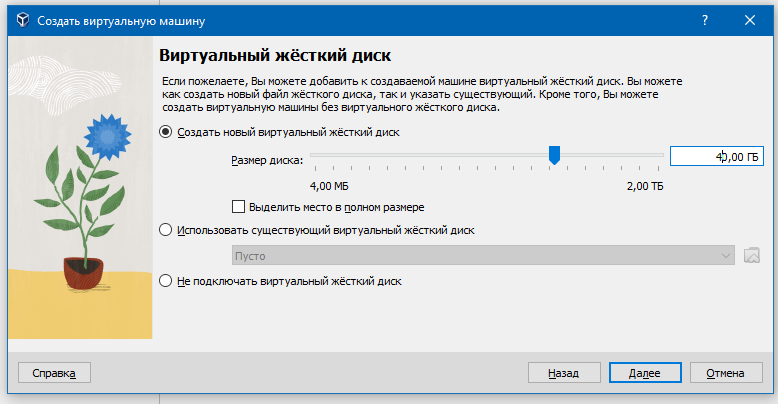 Создать виртуальную машину
Виртуальный жёсткий диск
Если пожелаете, Вы можете добавить к создаваемой машине виртуальный жёсткий диск. Вы можете
как создать новый файл жёсткого диска, так и указать существующий. Кроме того, Вы можете
создать виртуальную машины без виртуального жёсткого диска.
Создать новый виртуальный жёсткий диск
Размер диска:
40,00 ГБ
4,00 МБ
2,00 ТБ
Выделить место в полном размере
Использовать существующий виртуальный жёсткий диск
Пусто
Не подключать виртуальный жёсткий диск
Справка
Назад
Далее
Отмена